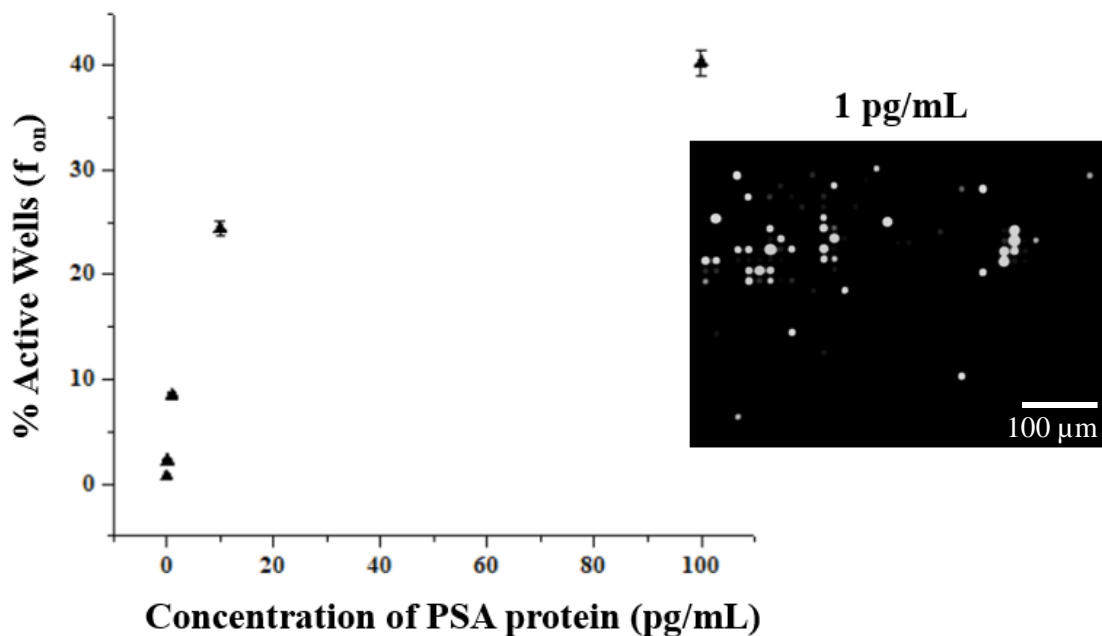 % Active Wells (f on)
40
30
20
10
0
0 20 40 60 80 100
Concentration of PSA protein (pg/mL)
1 pg/mL
100 µm